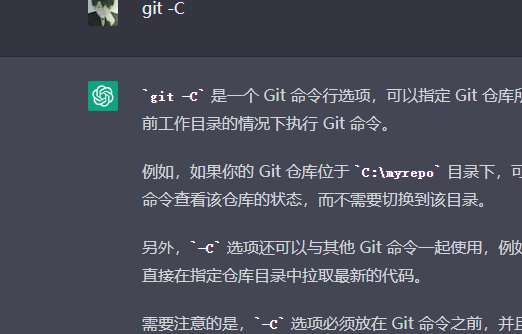 git -C
`git -C` 是一个 Git 命令行选项，可以指定 Git 仓库所
前工作目录的情况下执行 Git 命令。
例如，如果你的 Git 仓库位于 `C:\myrepo` 目录下，可
命令查看该仓库的状态，而不需要切换到该目录。
另外，`-C` 选项还可以与其他 Git 命令一起使用，例如
直接在指定仓库目录中拉取最新的代码。
需要注意的是，`-C` 选项必须放在 Git 命令之前，并且